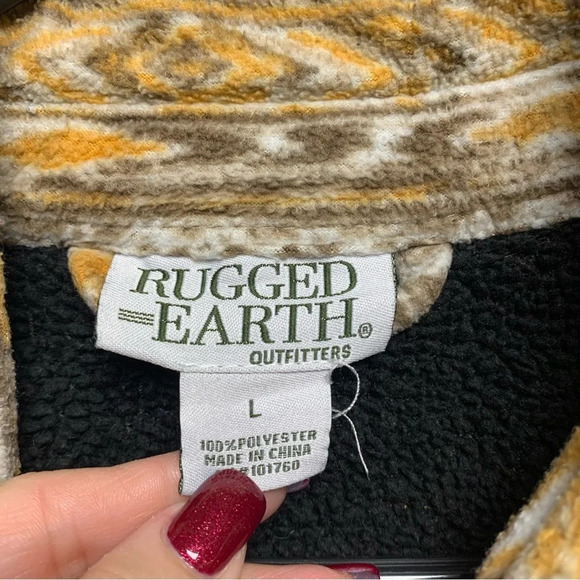 RUGGED
EARTH®
OUTFITTERS
L
100% POLYESTER
MADE IN CHINA
#101760